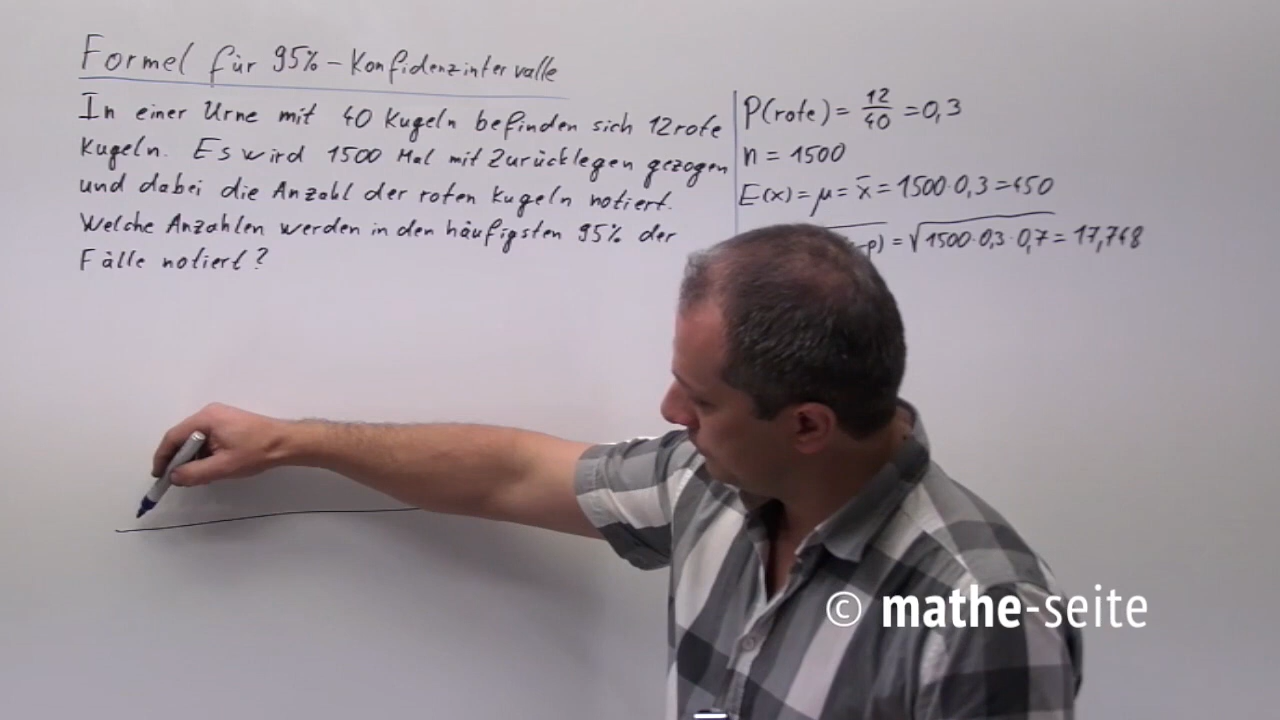 Formel für 95%-Konfidenzintervalle
In einer Urne mit 40 Kugeln befinden sich 12 rote
Kugeln. Es wird 1500 Mal mit Zurücklegen gezogen
und dabei die Anzahl der roten Kugeln notiert.
Welche Anzahlen werden in den häufigsten 95% der
Fälle notiert?
P(rote) = 12/40 = 0,3
n = 1500
E(x) = μ = x̄ = 1500·0,3 = 450
-p) = √1500·0,3·0,7 = 17,748
© mathe-seite